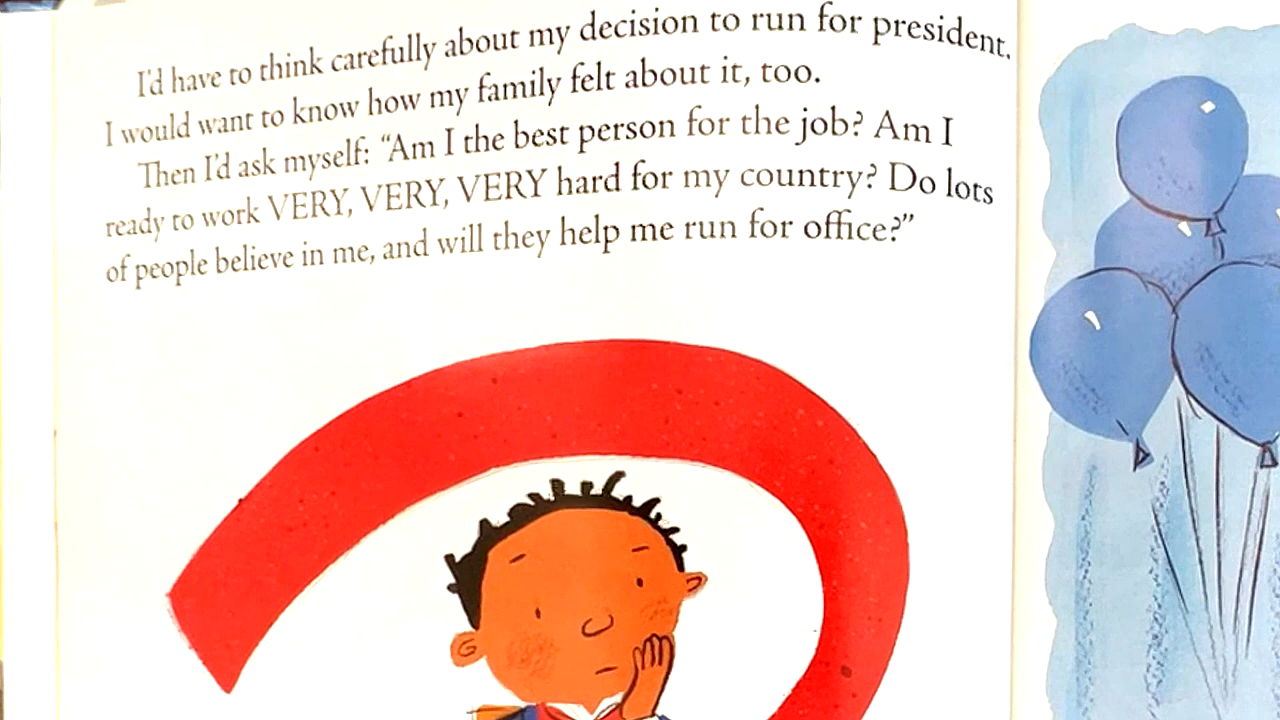 I'd have to think carefully about my decision to run for president.
I would want to know how my family felt about it, too.
Then I'd ask myself: “Am I the best person for the job? Am I
ready to work VERY, VERY, VERY hard for my country? Do lots
of people believe in me, and will they help me run for office?”